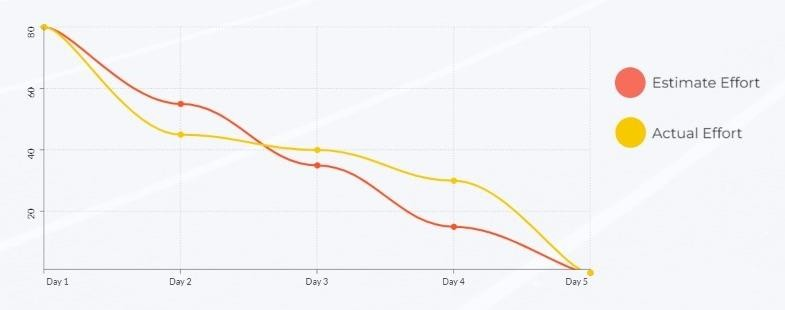 80
60
40
20
Day 1
Day 2
Day 3
Day 4
Day 5
Estimate Effort
Actual Effort